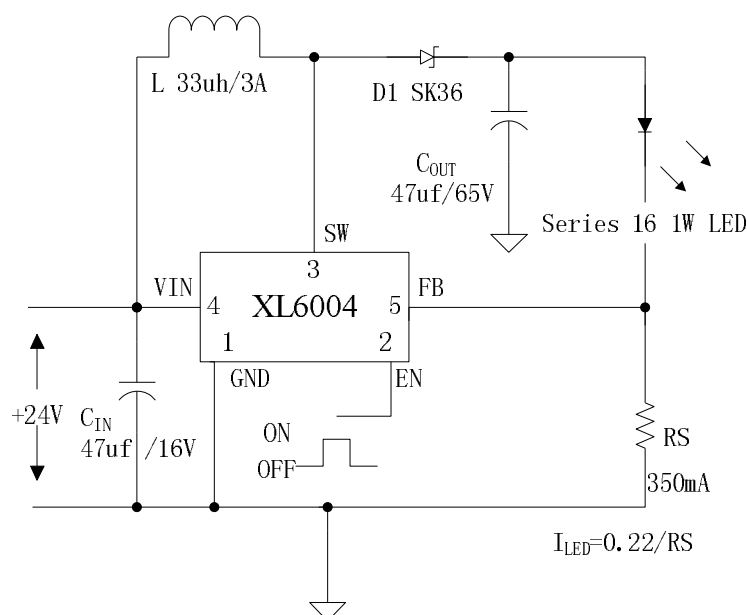 L 33uh/3A
D1 SK36
C_OUT
47uf/65V
Series 16 1W LED
SW
3
VIN
4
XL6004
5
FB
1
2
GND
EN
+24V
C_IN
47uf /16V
ON
OFF
RS
350mA
I_LED=0.22/RS